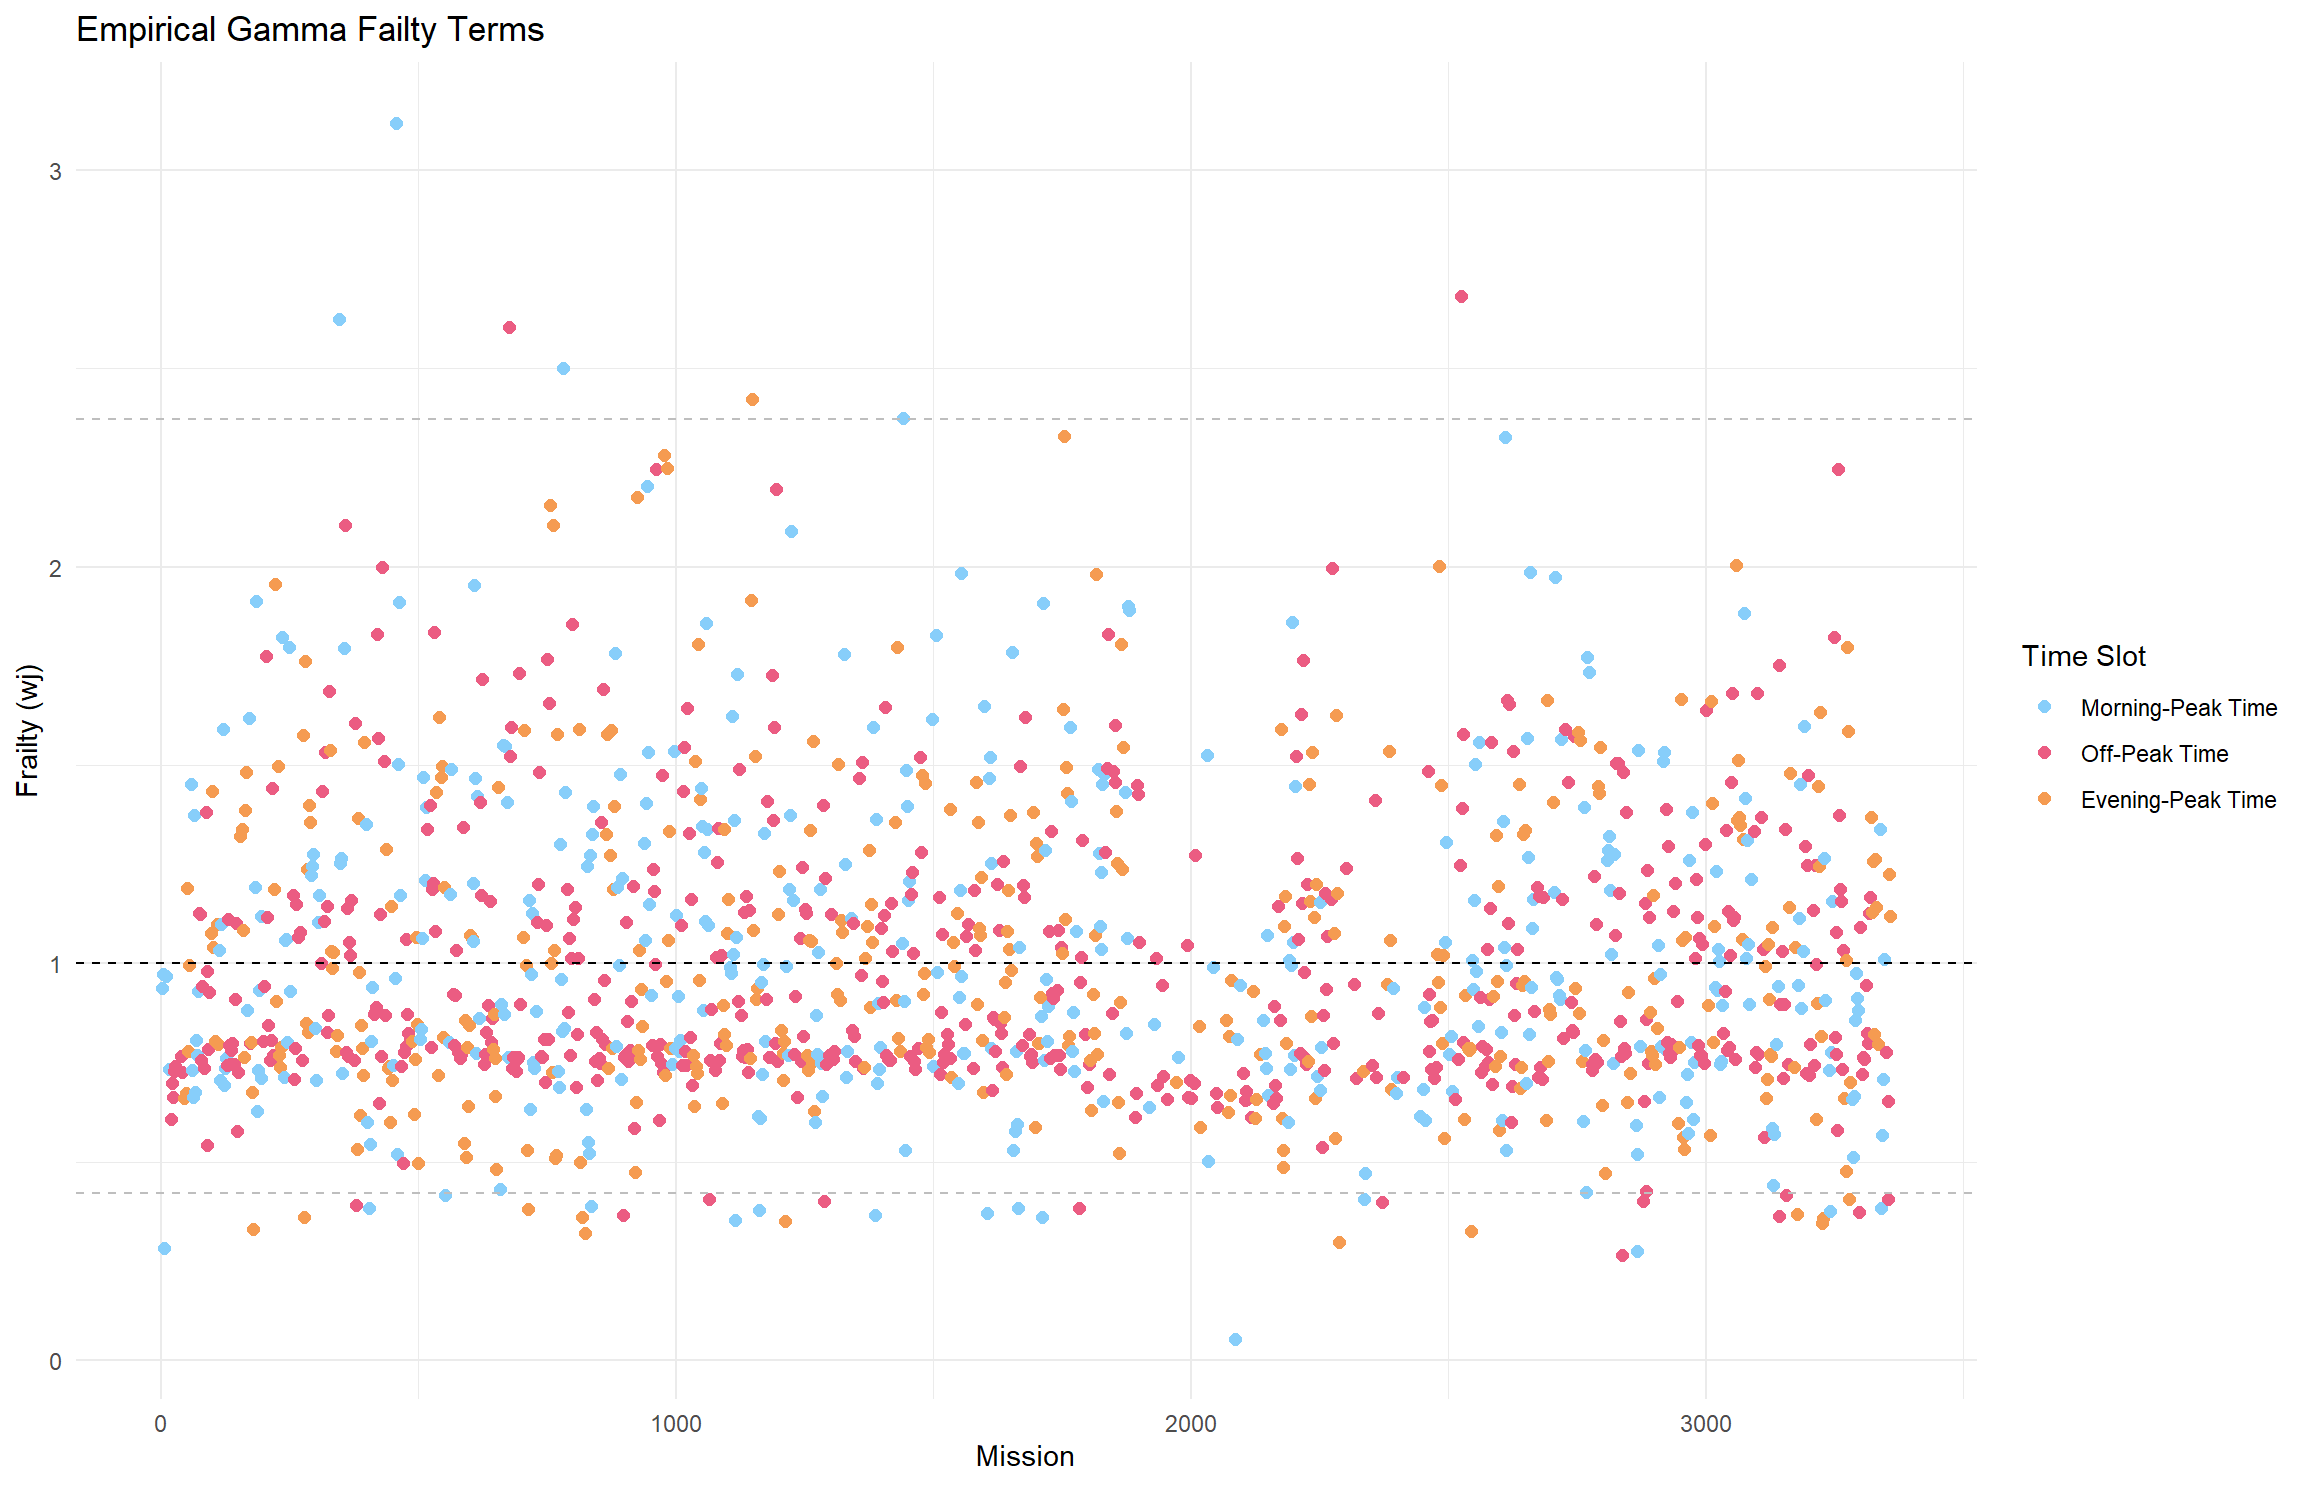 Empirical Gamma Failty Terms
Frailty (wj)
3
2
1
0
0 1000 2000 3000
Mission
Time Slot
Morning-Peak Time
Off-Peak Time
Evening-Peak Time